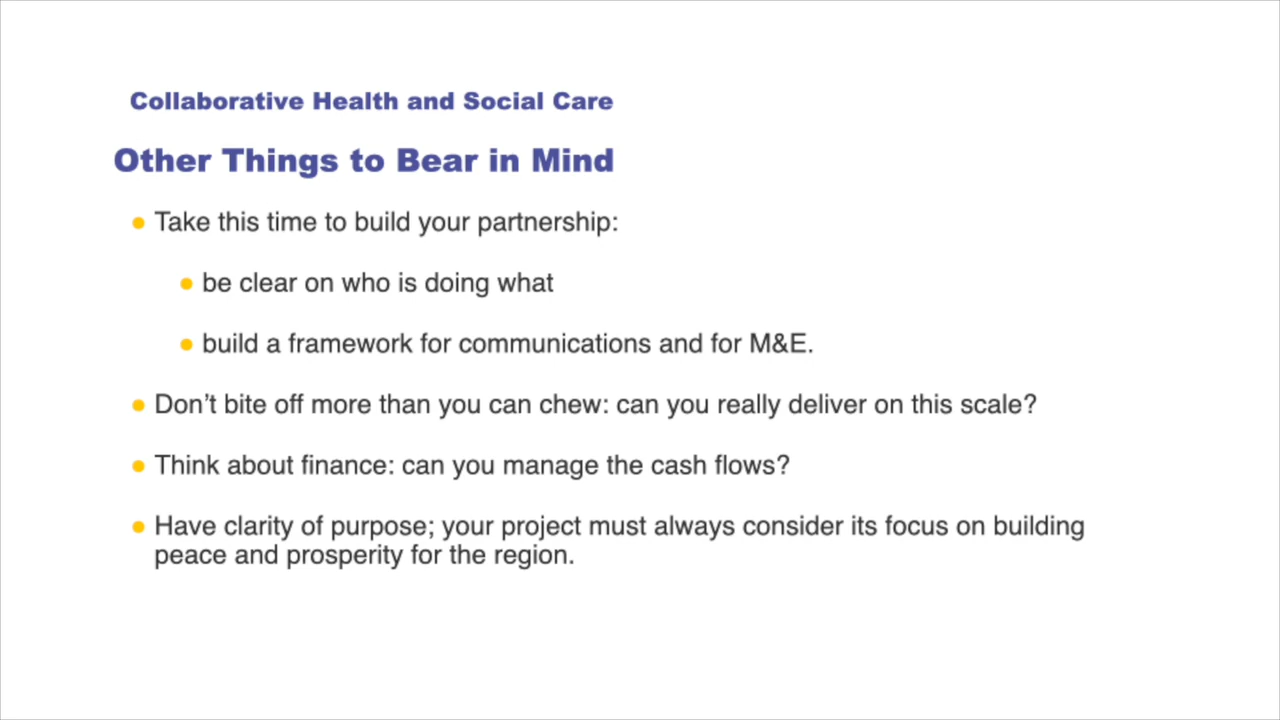 Collaborative Health and Social Care
Other Things to Bear in Mind
Take this time to build your partnership:
be clear on who is doing what
build a framework for communications and for M&E.
Don’t bite off more than you can chew: can you really deliver on this scale?
Think about finance: can you manage the cash flows?
Have clarity of purpose; your project must always consider its focus on building
peace and prosperity for the region.